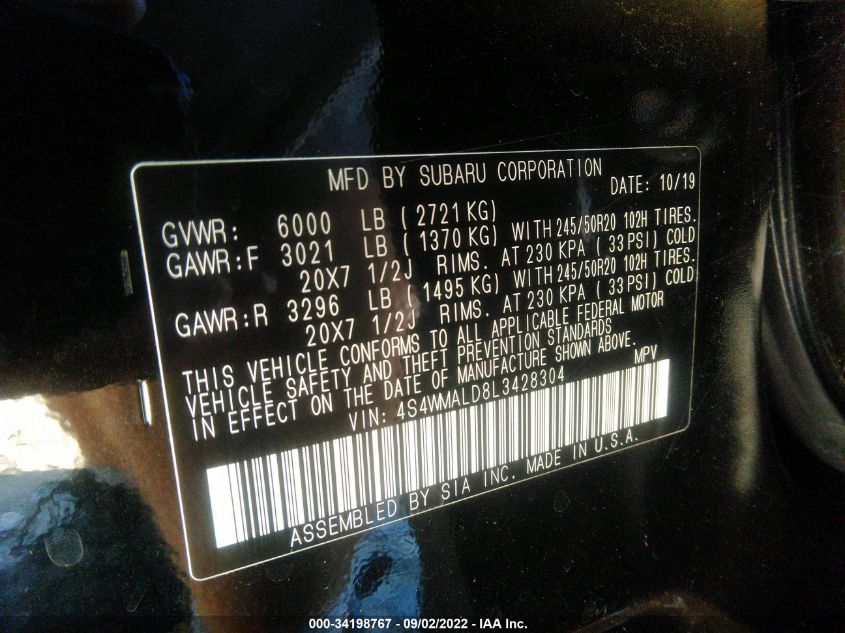 MFD BY SUBARU CORPORATION
DATE: 10/19
GVWR: 6000 LB ( 2721 KG)
GAWR:F 3021 LB ( 1370 KG) WITH 245/50R20 102H TIRES.
20X7 1/2J RIMS. AT 230 KPA ( 33 PSI) COLD
GAWR:R 3296 LB ( 1495 KG) WITH 245/50R20 102H TIRES.
20X7 1/2J RIMS. AT 230 KPA ( 33 PSI) COLD
THIS VEHICLE CONFORMS TO ALL APPLICABLE FEDERAL MOTOR
VEHICLE SAFETY AND THEFT PREVENTION STANDARDS
IN EFFECT ON THE DATE OF MANUFACTURE SHOWN ABOVE.
VIN: 4S4WMALD8L3428304 MPV
ASSEMBLED BY SIA INC. MADE IN U.S.A.
000-34198767 - 09/02/2022 - IAA Inc.